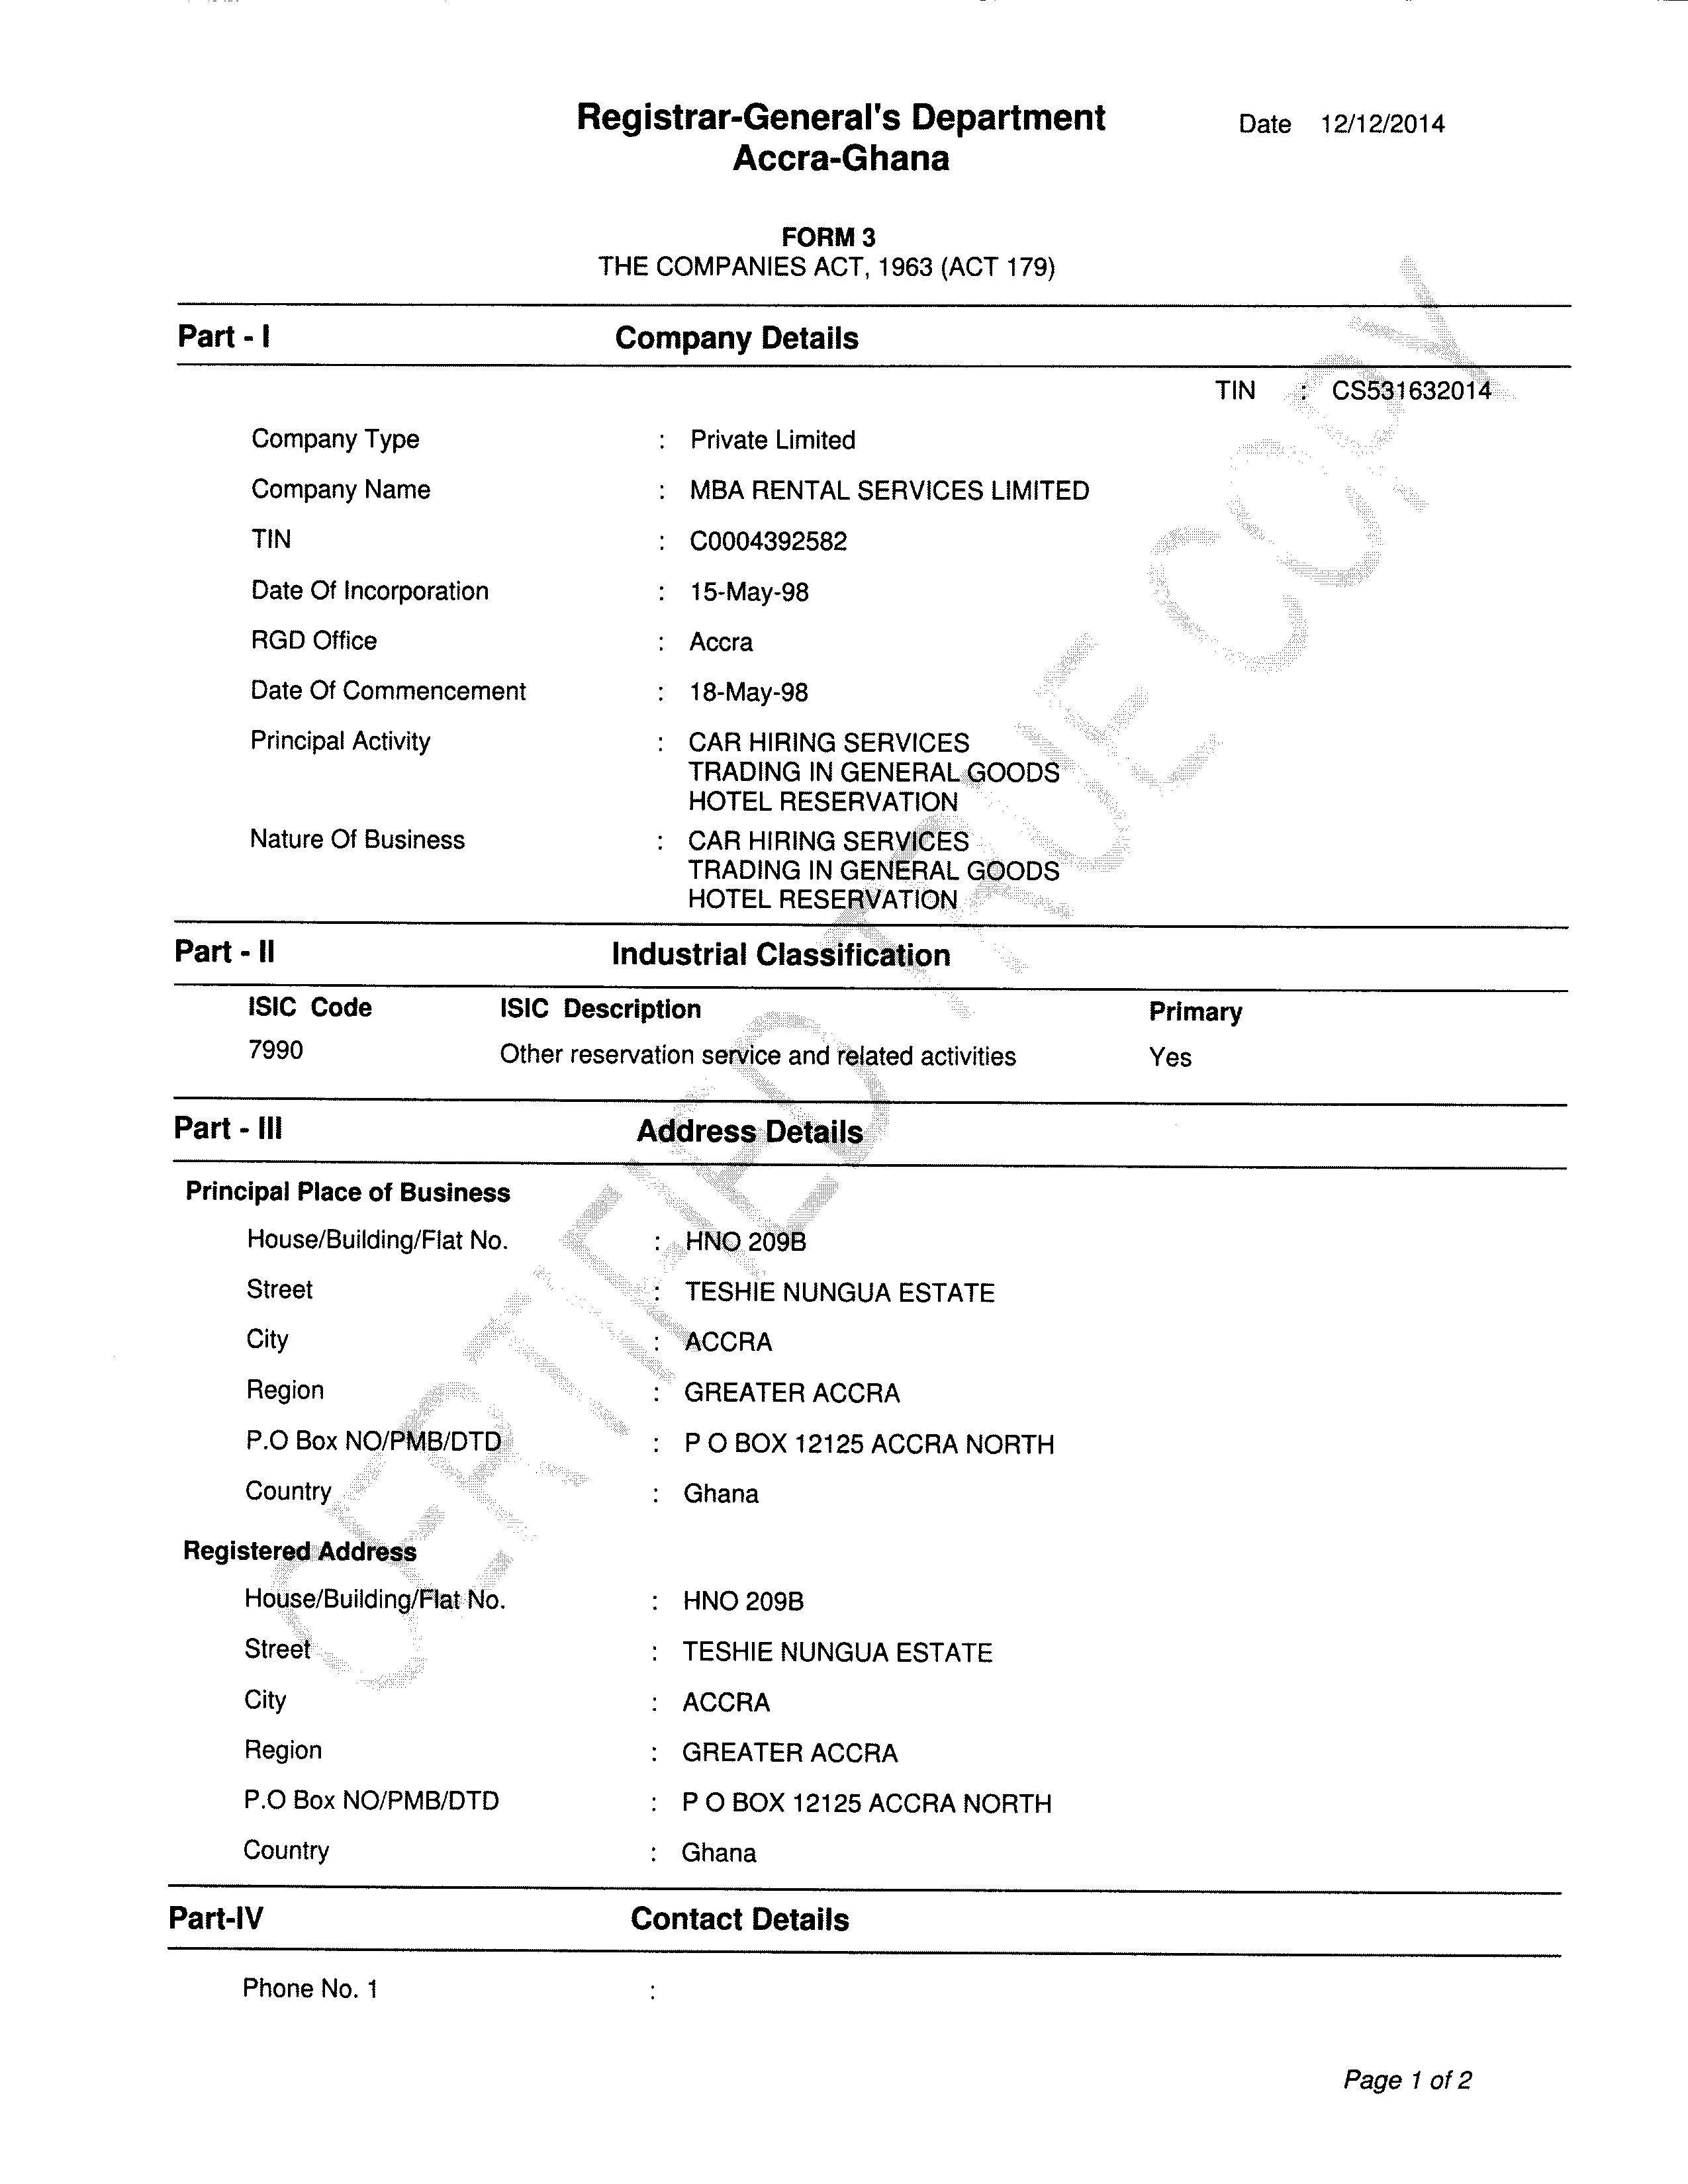 Registrar-General's Department
Accra-Ghana
Date 12/12/2014
FORM 3
THE COMPANIES ACT, 1963 (ACT 179)
Part - I Company Details
TIN : CS531632014
Company Type : Private Limited
Company Name : MBA RENTAL SERVICES LIMITED
TIN : C0004392582
Date Of Incorporation : 15-May-98
RGD Office : Accra
Date Of Commencement : 18-May-98
Principal Activity : CAR HIRING SERVICES
TRADING IN GENERAL GOODS
HOTEL RESERVATION
Nature Of Business : CAR HIRING SERVICES
TRADING IN GENERAL GOODS
HOTEL RESERVATION
Part - II Industrial Classification
ISIC Code ISIC Description Primary
7990 Other reservation service and related activities Yes
Part - III Address Details
Principal Place of Business
House/Building/Flat No. : HNO 209B
Street : TESHIE NUNGUA ESTATE
City : ACCRA
Region : GREATER ACCRA
P.O Box NO/PMB/DTD : P O BOX 12125 ACCRA NORTH
Country : Ghana
Registered Address
House/Building/Flat No. : HNO 209B
Street : TESHIE NUNGUA ESTATE
City : ACCRA
Region : GREATER ACCRA
P.O Box NO/PMB/DTD : P O BOX 12125 ACCRA NORTH
Country : Ghana
Part-IV Contact Details
Phone No. 1 :
Page 1 of 2
CERTIFIED TRUE COPY